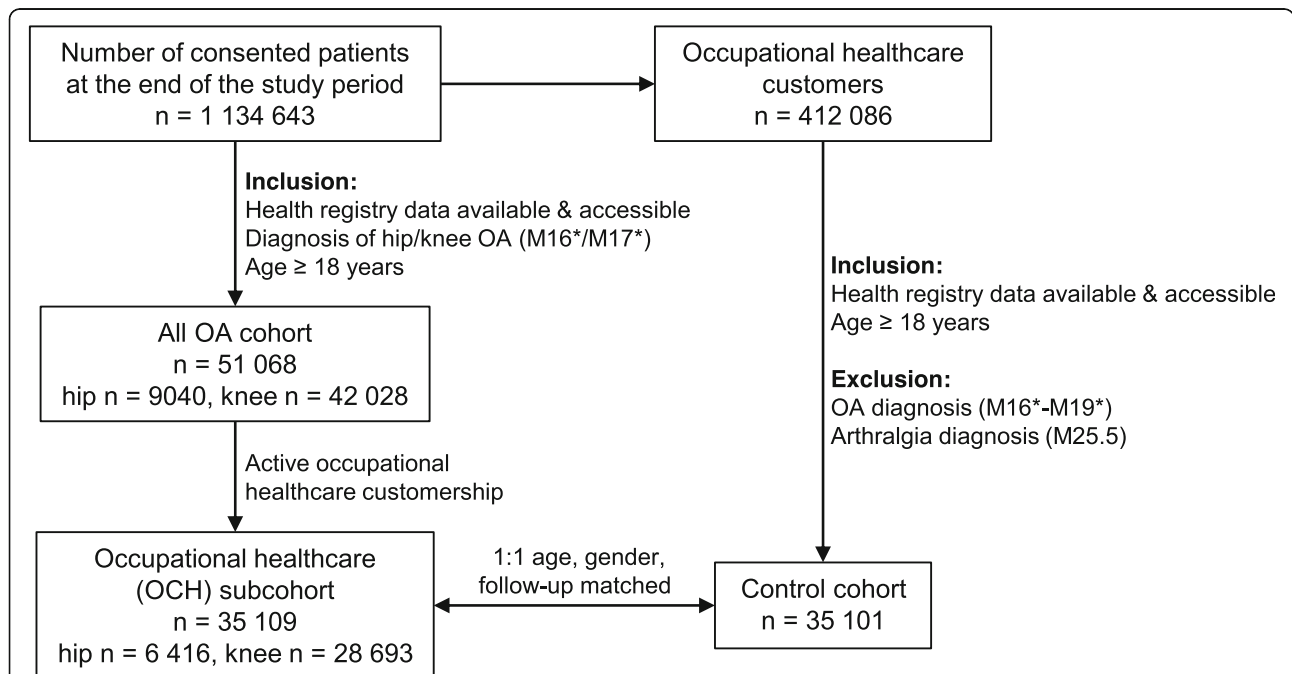 Number of consented patients
at the end of the study period
n = 1 134 643
Occupational healthcare
customers
n = 412 086
Inclusion:
Health registry data available & accessible
Diagnosis of hip/knee OA (M16*/M17*)
Age ≥ 18 years
Inclusion:
Health registry data available & accessible
Age ≥ 18 years
Exclusion:
OA diagnosis (M16*-M19*)
Arthralgia diagnosis (M25.5)
All OA cohort
n = 51 068
hip n = 9040, knee n = 42 028
Active occupational
healthcare customership
Occupational healthcare
(OCH) subcohort
n = 35 109
hip n = 6 416, knee n = 28 693
1:1 age, gender,
follow-up matched
Control cohort
n = 35 101